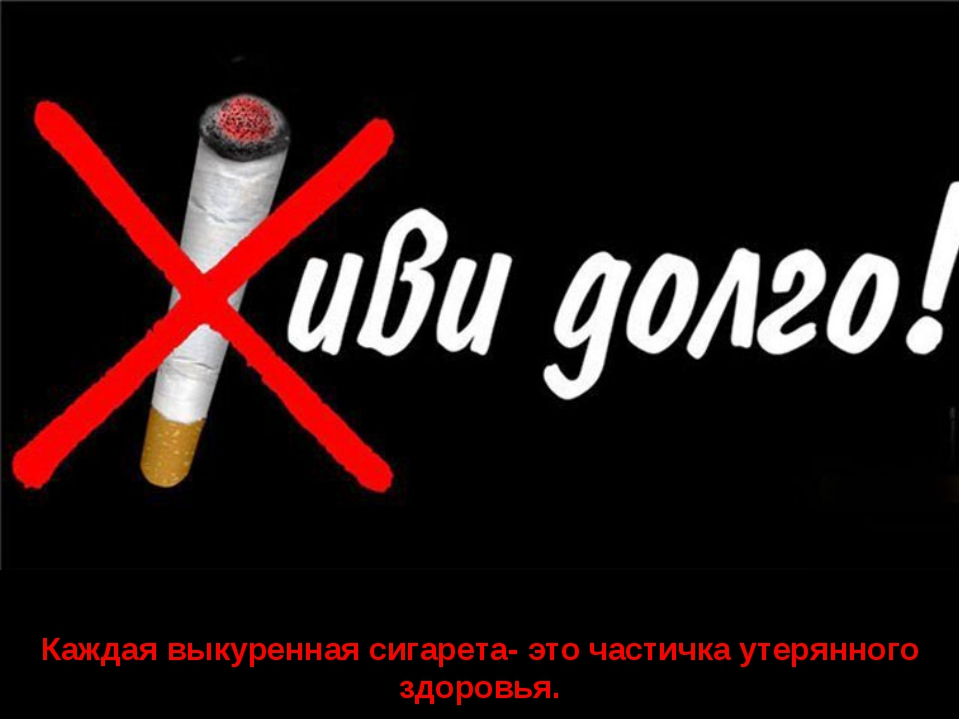 Живи долго!
Каждая выкуренная сигарета- это частичка утерянного
здоровья.